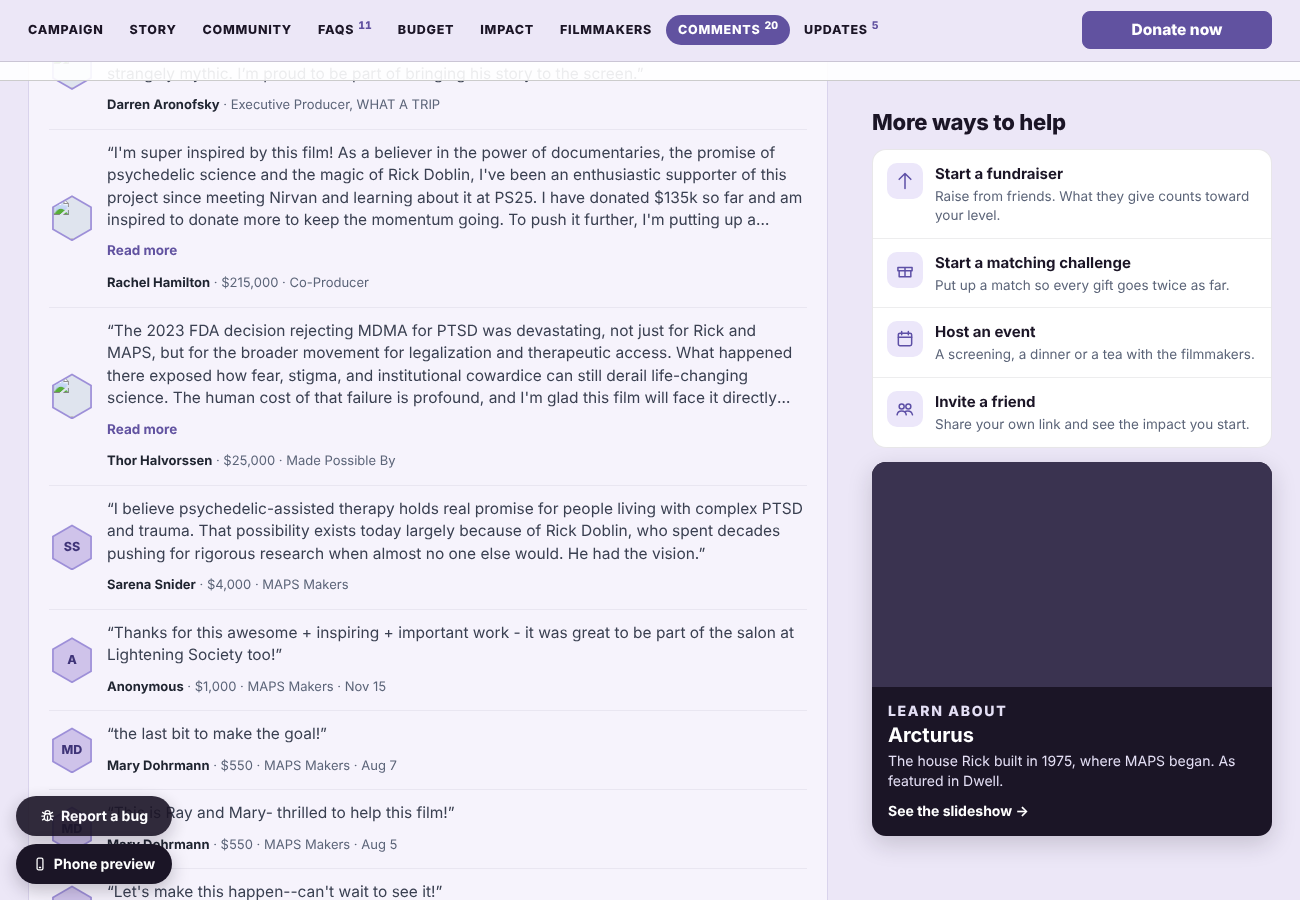 CAMPAIGN STORY COMMUNITY FAQS 11 BUDGET IMPACT FILMMAKERS COMMENTS 20 UPDATES 5 Donate now
strangely mythic. I’m proud to be part of bringing his story to the screen.”
Darren Aronofsky · Executive Producer, WHAT A TRIP
“I'm super inspired by this film! As a believer in the power of documentaries, the promise of
psychedelic science and the magic of Rick Doblin, I've been an enthusiastic supporter of this
project since meeting Nirvan and learning about it at PS25. I have donated $135k so far and am
inspired to donate more to keep the momentum going. To push it further, I'm putting up a...
Read more
Rachel Hamilton · $215,000 · Co-Producer
“The 2023 FDA decision rejecting MDMA for PTSD was devastating, not just for Rick and
MAPS, but for the broader movement for legalization and therapeutic access. What happened
there exposed how fear, stigma, and institutional cowardice can still derail life-changing
science. The human cost of that failure is profound, and I'm glad this film will face it directly...
Read more
Thor Halvorssen · $25,000 · Made Possible By
SS
“I believe psychedelic-assisted therapy holds real promise for people living with complex PTSD
and trauma. That possibility exists today largely because of Rick Doblin, who spent decades
pushing for rigorous research when almost no one else would. He had the vision.”
Sarena Snider · $4,000 · MAPS Makers
A
“Thanks for this awesome + inspiring + important work - it was great to be part of the salon at
Lightening Society too!”
Anonymous · $1,000 · MAPS Makers · Nov 15
MD
“the last bit to make the goal!”
Mary Dohrmann · $550 · MAPS Makers · Aug 7
MD
“This is Ray and Mary- thrilled to help this film!”
Mary Dohrmann · $550 · MAPS Makers · Aug 5
“Let's make this happen--can't wait to see it!”
Report a bug
Phone preview
More ways to help
Start a fundraiser
Raise from friends. What they give counts toward
your level.
Start a matching challenge
Put up a match so every gift goes twice as far.
Host an event
A screening, a dinner or a tea with the filmmakers.
Invite a friend
Share your own link and see the impact you start.
LEARN ABOUT
Arcturus
The house Rick built in 1975, where MAPS began. As
featured in Dwell.
See the slideshow →